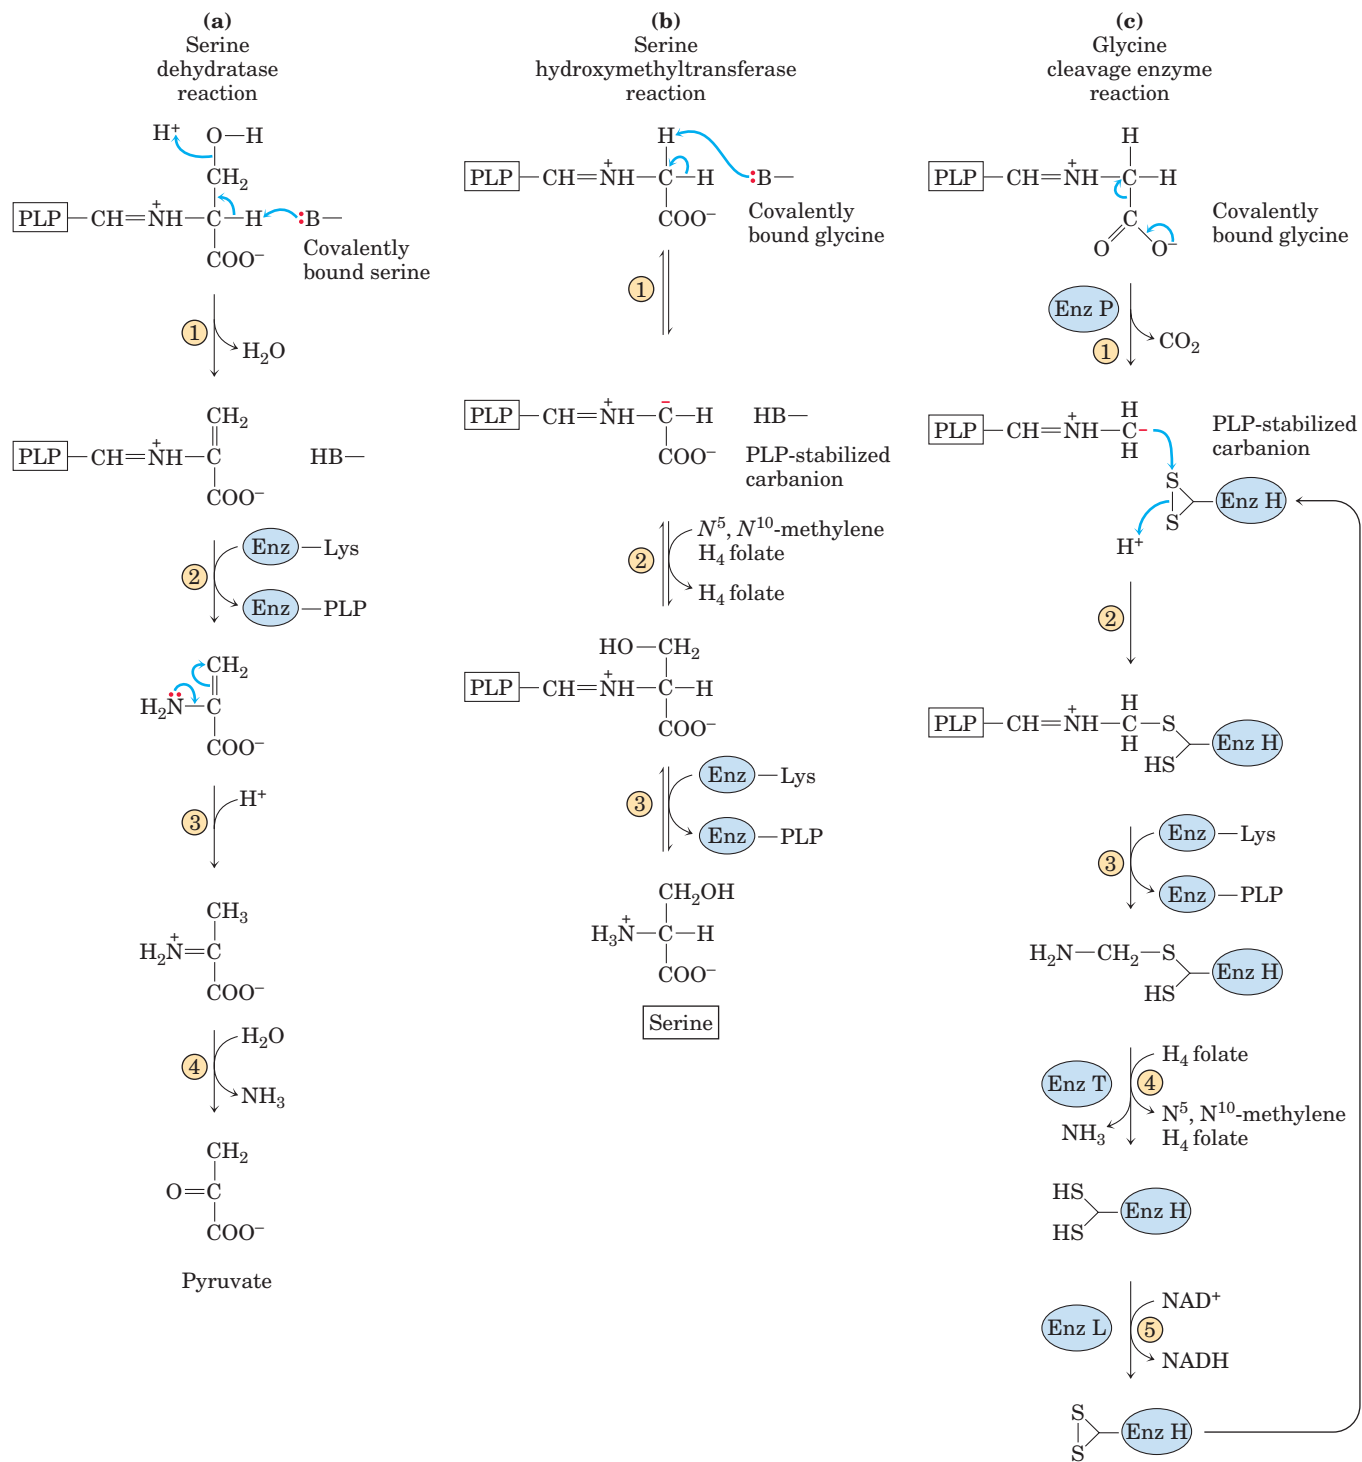 (a)
Serine
dehydratase
reaction
H⁺ O—H
CH₂
PLP—CH=N⁺H—C—H :B—
COO⁻
Covalently
bound serine
1
H₂O
CH₂
PLP—CH=N⁺H—C HB—
COO⁻
Enz—Lys
2
Enz—PLP
CH₂
H₂N̈—C
COO⁻
3
H⁺
CH₃
H₂N⁺=C
COO⁻
H₂O
4
NH₃
CH₂
O=C
COO⁻
Pyruvate
(b)
Serine
hydroxymethyltransferase
reaction
H
PLP—CH=N⁺H—C—H :B—
COO⁻
Covalently
bound glycine
1
PLP—CH=N⁺H—C⁻—H HB—
COO⁻
PLP-stabilized
carbanion
N⁵, N¹⁰-methylene
H₄ folate
2
H₄ folate
HO—CH₂
PLP—CH=N⁺H—C—H
COO⁻
Enz—Lys
3
Enz—PLP
CH₂OH
H₃N⁺—C—H
COO⁻
Serine
(c)
Glycine
cleavage enzyme
reaction
H
PLP—CH=N⁺H—C—H
C
O O⁻
Covalently
bound glycine
Enz P
1
CO₂
H
PLP—CH=N⁺H—C⁻
H
PLP-stabilized
carbanion
S
Enz H
S
H⁺
2
H
PLP—CH=N⁺H—C—S
H
Enz H
HS
Enz—Lys
3
Enz—PLP
H₂N—CH₂—S
Enz H
HS
H₄ folate
Enz T
4
N⁵, N¹⁰-methylene
H₄ folate
NH₃
HS
Enz H
HS
NAD⁺
Enz L
5
NADH
S
Enz H
S